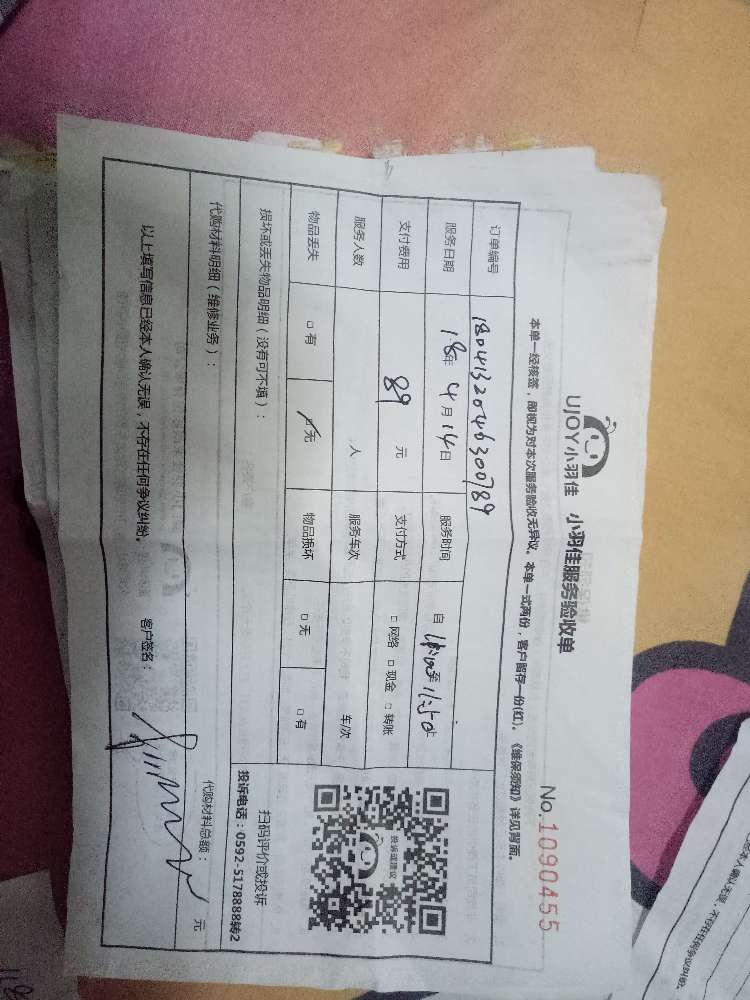 UJOY小羽佳 小羽佳服务验收单
No.1090455
本单一经核签，即视为对本次服务验收无异议。本单一式两份，客户留存一份(红)。《维保须知》详见背面。
订单编号 1804132046300789
服务日期 18年 4月 14日 服务时间 自 至
支付费用 89 元 支付方式 □ 网络 □ 现金 □ 转账
服务人数 人 服务车次 车/次
物品丢失 □ 有 □ 无 物品损坏 □ 无 □ 有
损坏或丢失物品明细（没有可不填）：
投诉或建议
扫码评价或投诉
投诉电话：0592-5178888转2
代购材料明细（维修业务）：
代购材料总额： 元
以上填写信息已经本人确认无误，不存在任何争议纠纷。 客户签名：